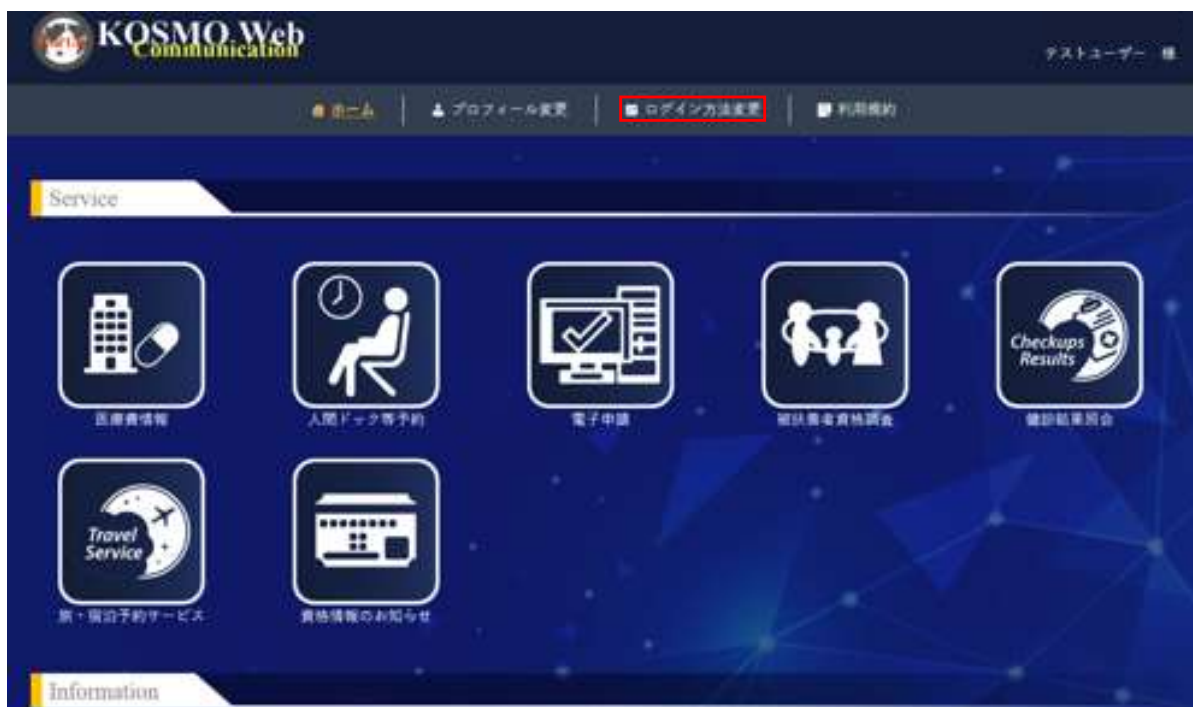 KOSMO Web
Communication
テストユーザー 様
ホーム
プロフィール変更
ログイン方法変更
利用規約
Service
医療費情報
人間ドック等予約
電子申請
被扶養者資格調査
Checkups
Results
健診結果照会
Travel
Service
旅・宿泊予約サービス
資格情報のお知らせ
Information